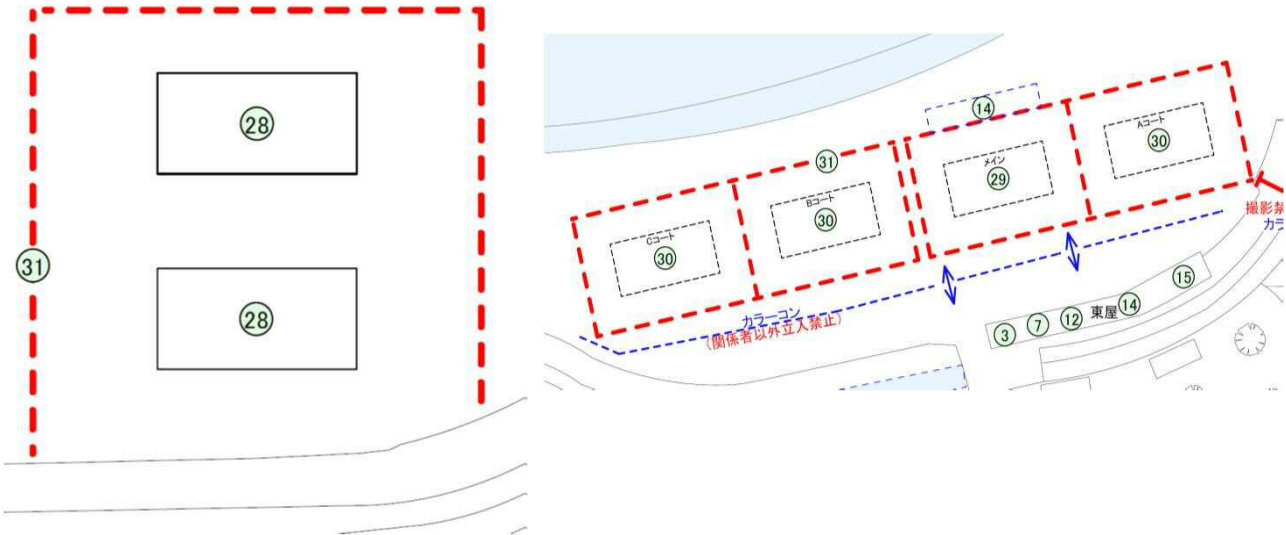 28
31
28
14
Aコート
30
メイン
29
31
Bコート
30
Cコート
30
撮影禁
カラ
カラーコン
(関係者以外立入禁止)
東屋
3
7
12
14
15